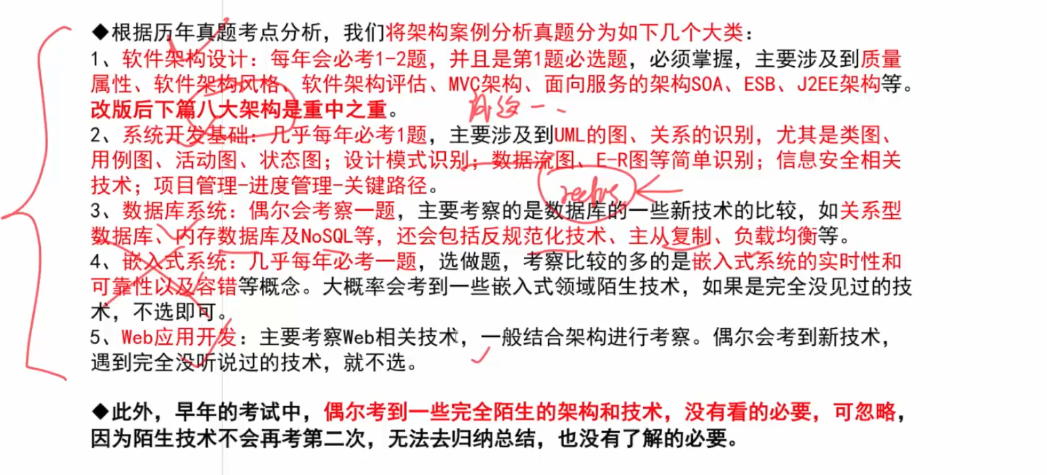 ◆根据历年真题考点分析，我们将架构案例分析真题分为如下几个大类：
1、软件架构设计：每年会必考1-2题，并且是第1题必选题，必须掌握，主要涉及到质量
属性、软件架构风格、软件架构评估、MVC架构、面向服务的架构SOA、ESB、J2EE架构等。
改版后下篇八大架构是重中之重。
2、系统开发基础：几乎每年必考1题，主要涉及到UML的图、关系的识别，尤其是类图、
用例图、活动图、状态图；设计模式识别；数据流图、E-R图等简单识别；信息安全相关
技术；项目管理-进度管理-关键路径。
3、数据库系统：偶尔会考察一题，主要考察的是数据库的一些新技术的比较，如关系型
数据库、内存数据库及NoSQL等，还会包括反规范化技术、主从复制、负载均衡等。
4、嵌入式系统：几乎每年必考一题，选做题，考察比较的多的是嵌入式系统的实时性和
可靠性以及容错等概念。大概率会考到一些嵌入式领域陌生技术，如果是完全没见过的技
术，不选即可。
5、Web应用开发：主要考察Web相关技术，一般结合架构进行考察。偶尔会考到新技术，
遇到完全没听说过的技术，就不选。
◆此外，早年的考试中，偶尔考到一些完全陌生的架构和技术，没有看的必要，可忽略，
因为陌生技术不会再考第二次，无法去归纳总结，也没有了解的必要。